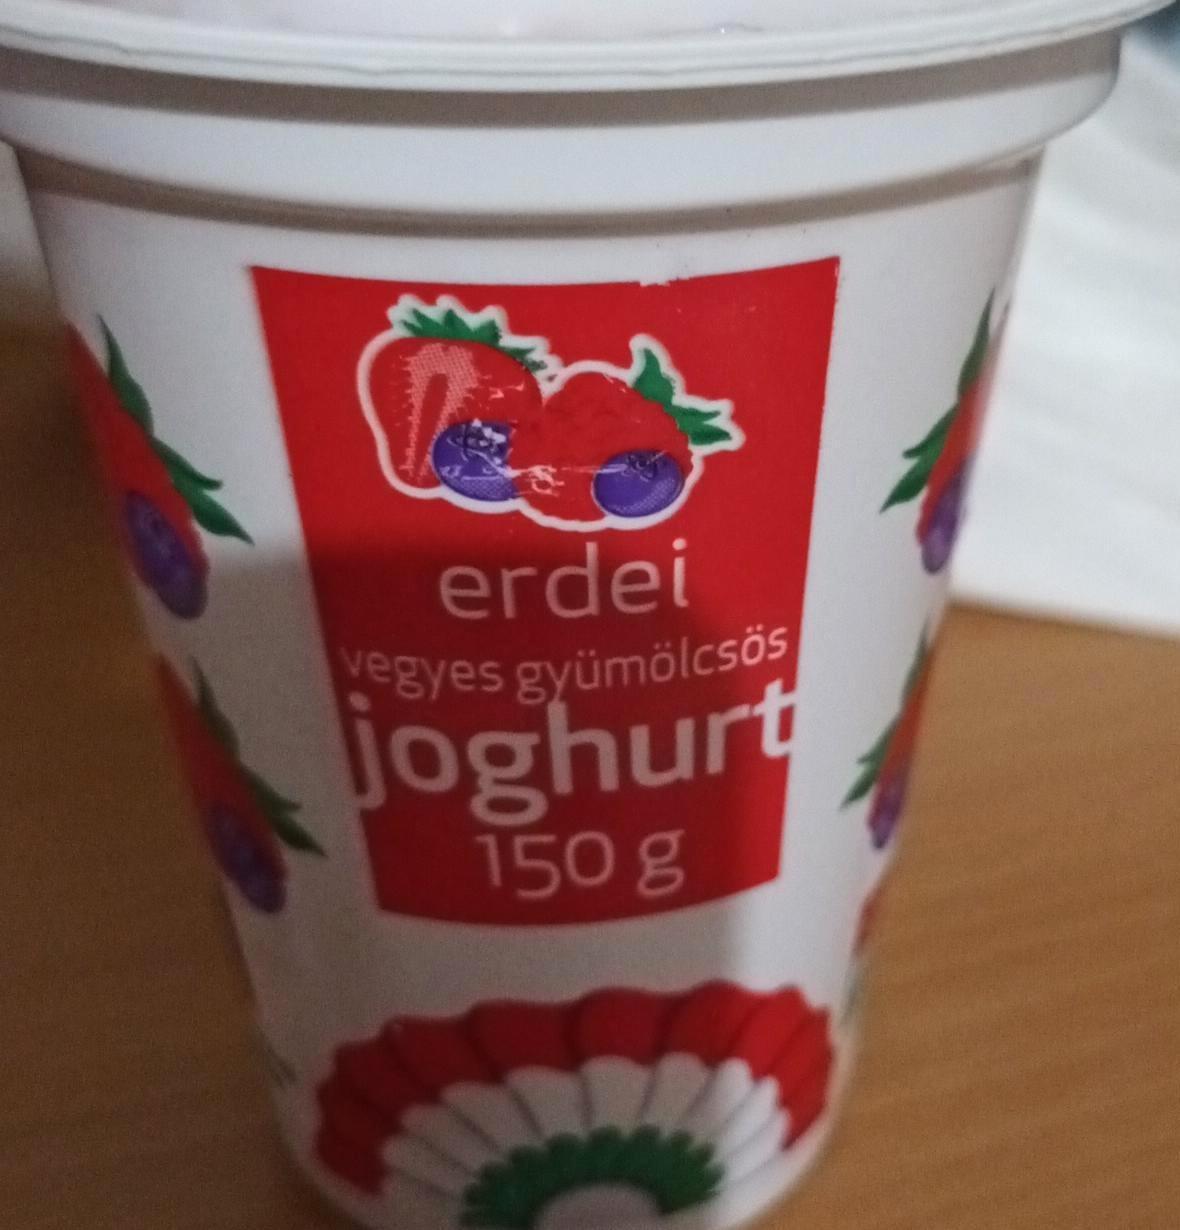 erdei
vegyes gyümölcsös
joghurt
150 g